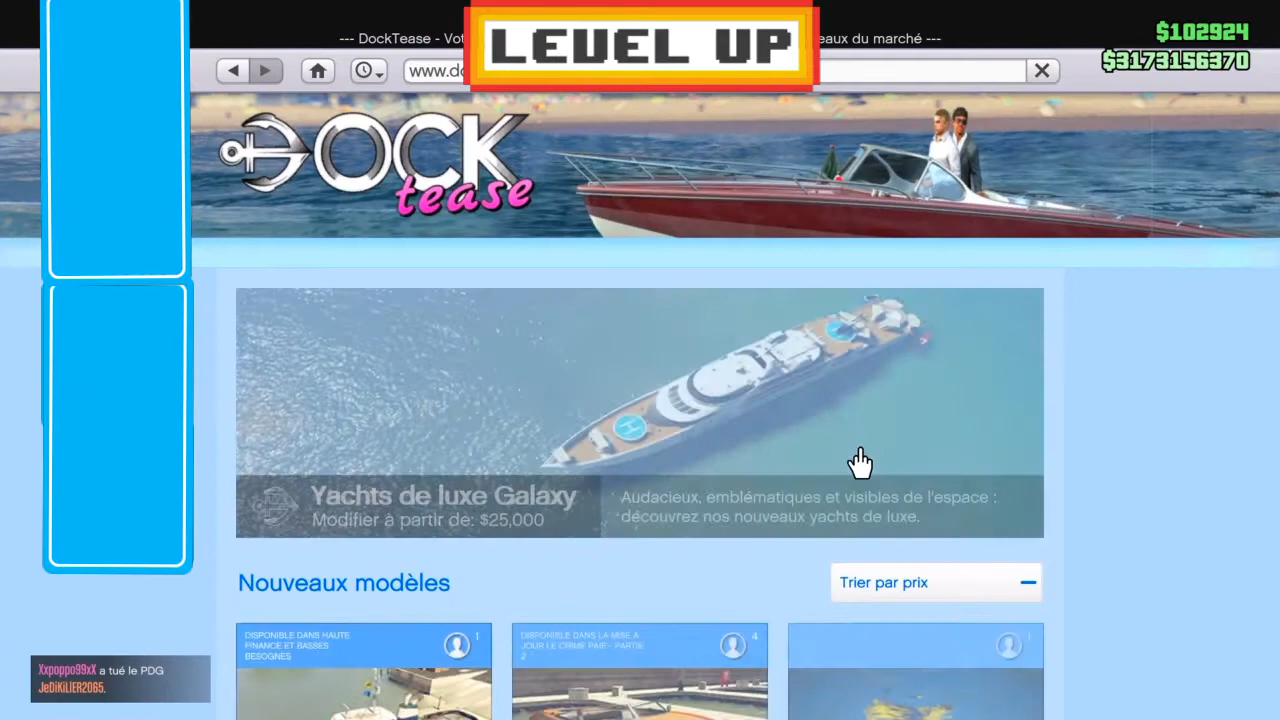 LEVEL UP
$102924
$3173156370
--- DockTease - Vot
eaux du marché ---
www.do
DOCK
tease
H
Yachts de luxe Galaxy
Modifier à partir de: $25,000
Audacieux, emblématiques et visibles de l'espace :
découvrez nos nouveaux yachts de luxe.
Nouveaux modèles
Trier par prix
DISPONIBLE DANS HAUTE
FINANCE ET BASSES
BESOGNES
1
DISPONIBLE DANS LA MISE À
JOUR LE CRIME PAIE - PARTIE
2
4
1
Xxpoppo99xX a tué le PDG
JeDiKiLlER2065.